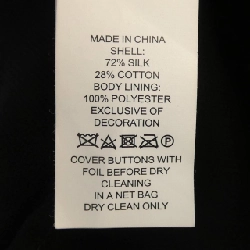 MADE IN CHINA
SHELL:
72% SILK
28% COTTON
BODY LINING:
100% POLYESTER
EXCLUSIVE OF
DECORATION
P
COVER BUTTONS WITH
FOIL BEFORE DRY
CLEANING
IN A NET BAG
DRY CLEAN ONLY